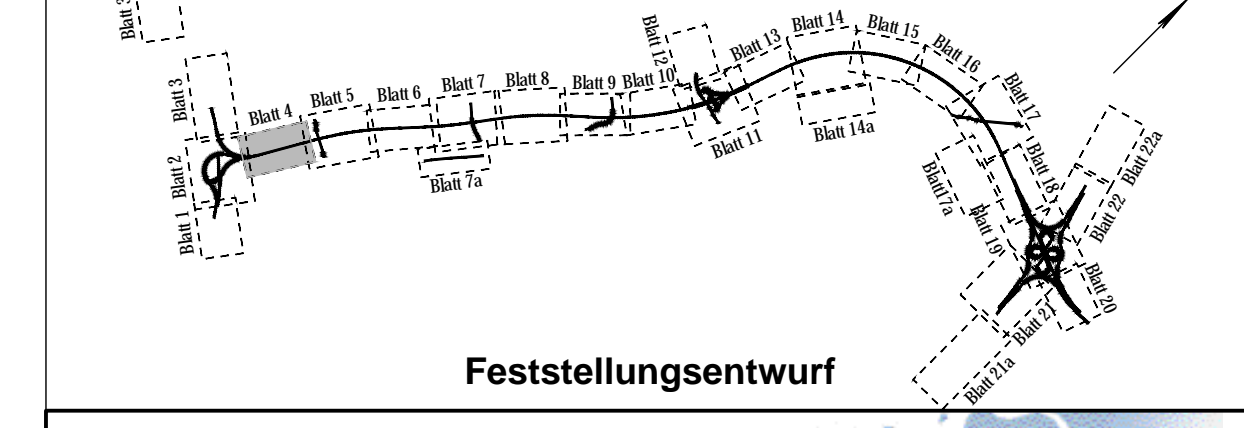 Blatt 3
Blatt 4
Blatt 5
Blatt 6
Blatt 7
Blatt 8
Blatt 9
Blatt 10
Blatt 12
Blatt 13
Blatt 14
Blatt 15
Blatt 16
Blatt 17
Blatt 2
Blatt 1
Blatt 7a
Blatt 11
Blatt 14a
Blatt17a
Blatt 18
Blatt 22a
Blatt 22
Blatt 19
Blatt 20
Blatt 21
Blatt 21a
Feststellungsentwurf